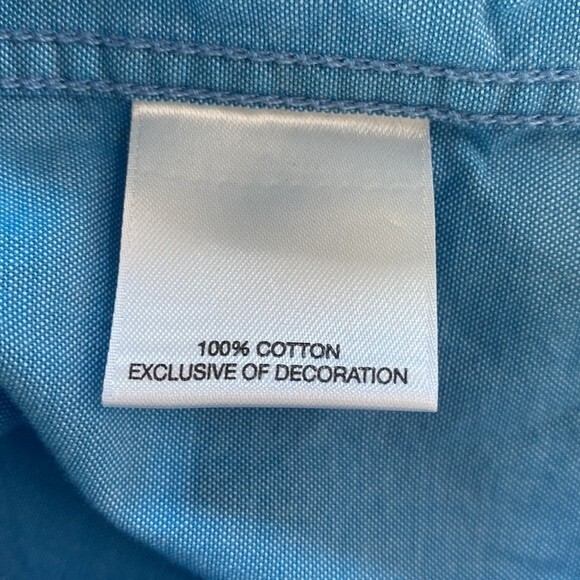 100% COTTON
EXCLUSIVE OF DECORATION